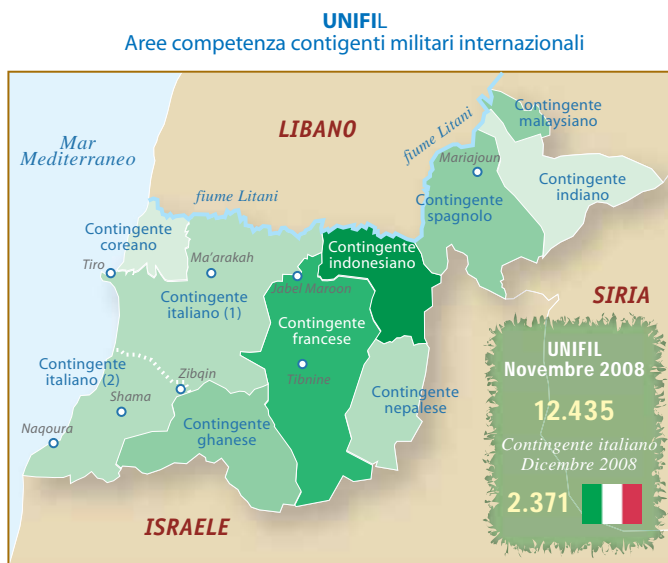 UNIFIL
Aree competenza contigenti militari internazionali
Mar
Mediterraneo
LIBANO
fiume Litani
Contingente
malaysiano
Mariajoun
Contingente
indiano
fiume Litani
Contingente
spagnolo
Contingente
coreano
Tiro
Ma'arakah
Contingente
indonesiano
Jabel Maroon
Contingente
italiano (1)
SIRIA
Contingente
francese
Contingente
italiano (2)
Zibqin
Tibnine
Shama
Contingente
nepalese
Naqoura
Contingente
ghanese
ISRAELE
UNIFIL
Novembre 2008
12.435
Contingente italiano
Dicembre 2008
2.371